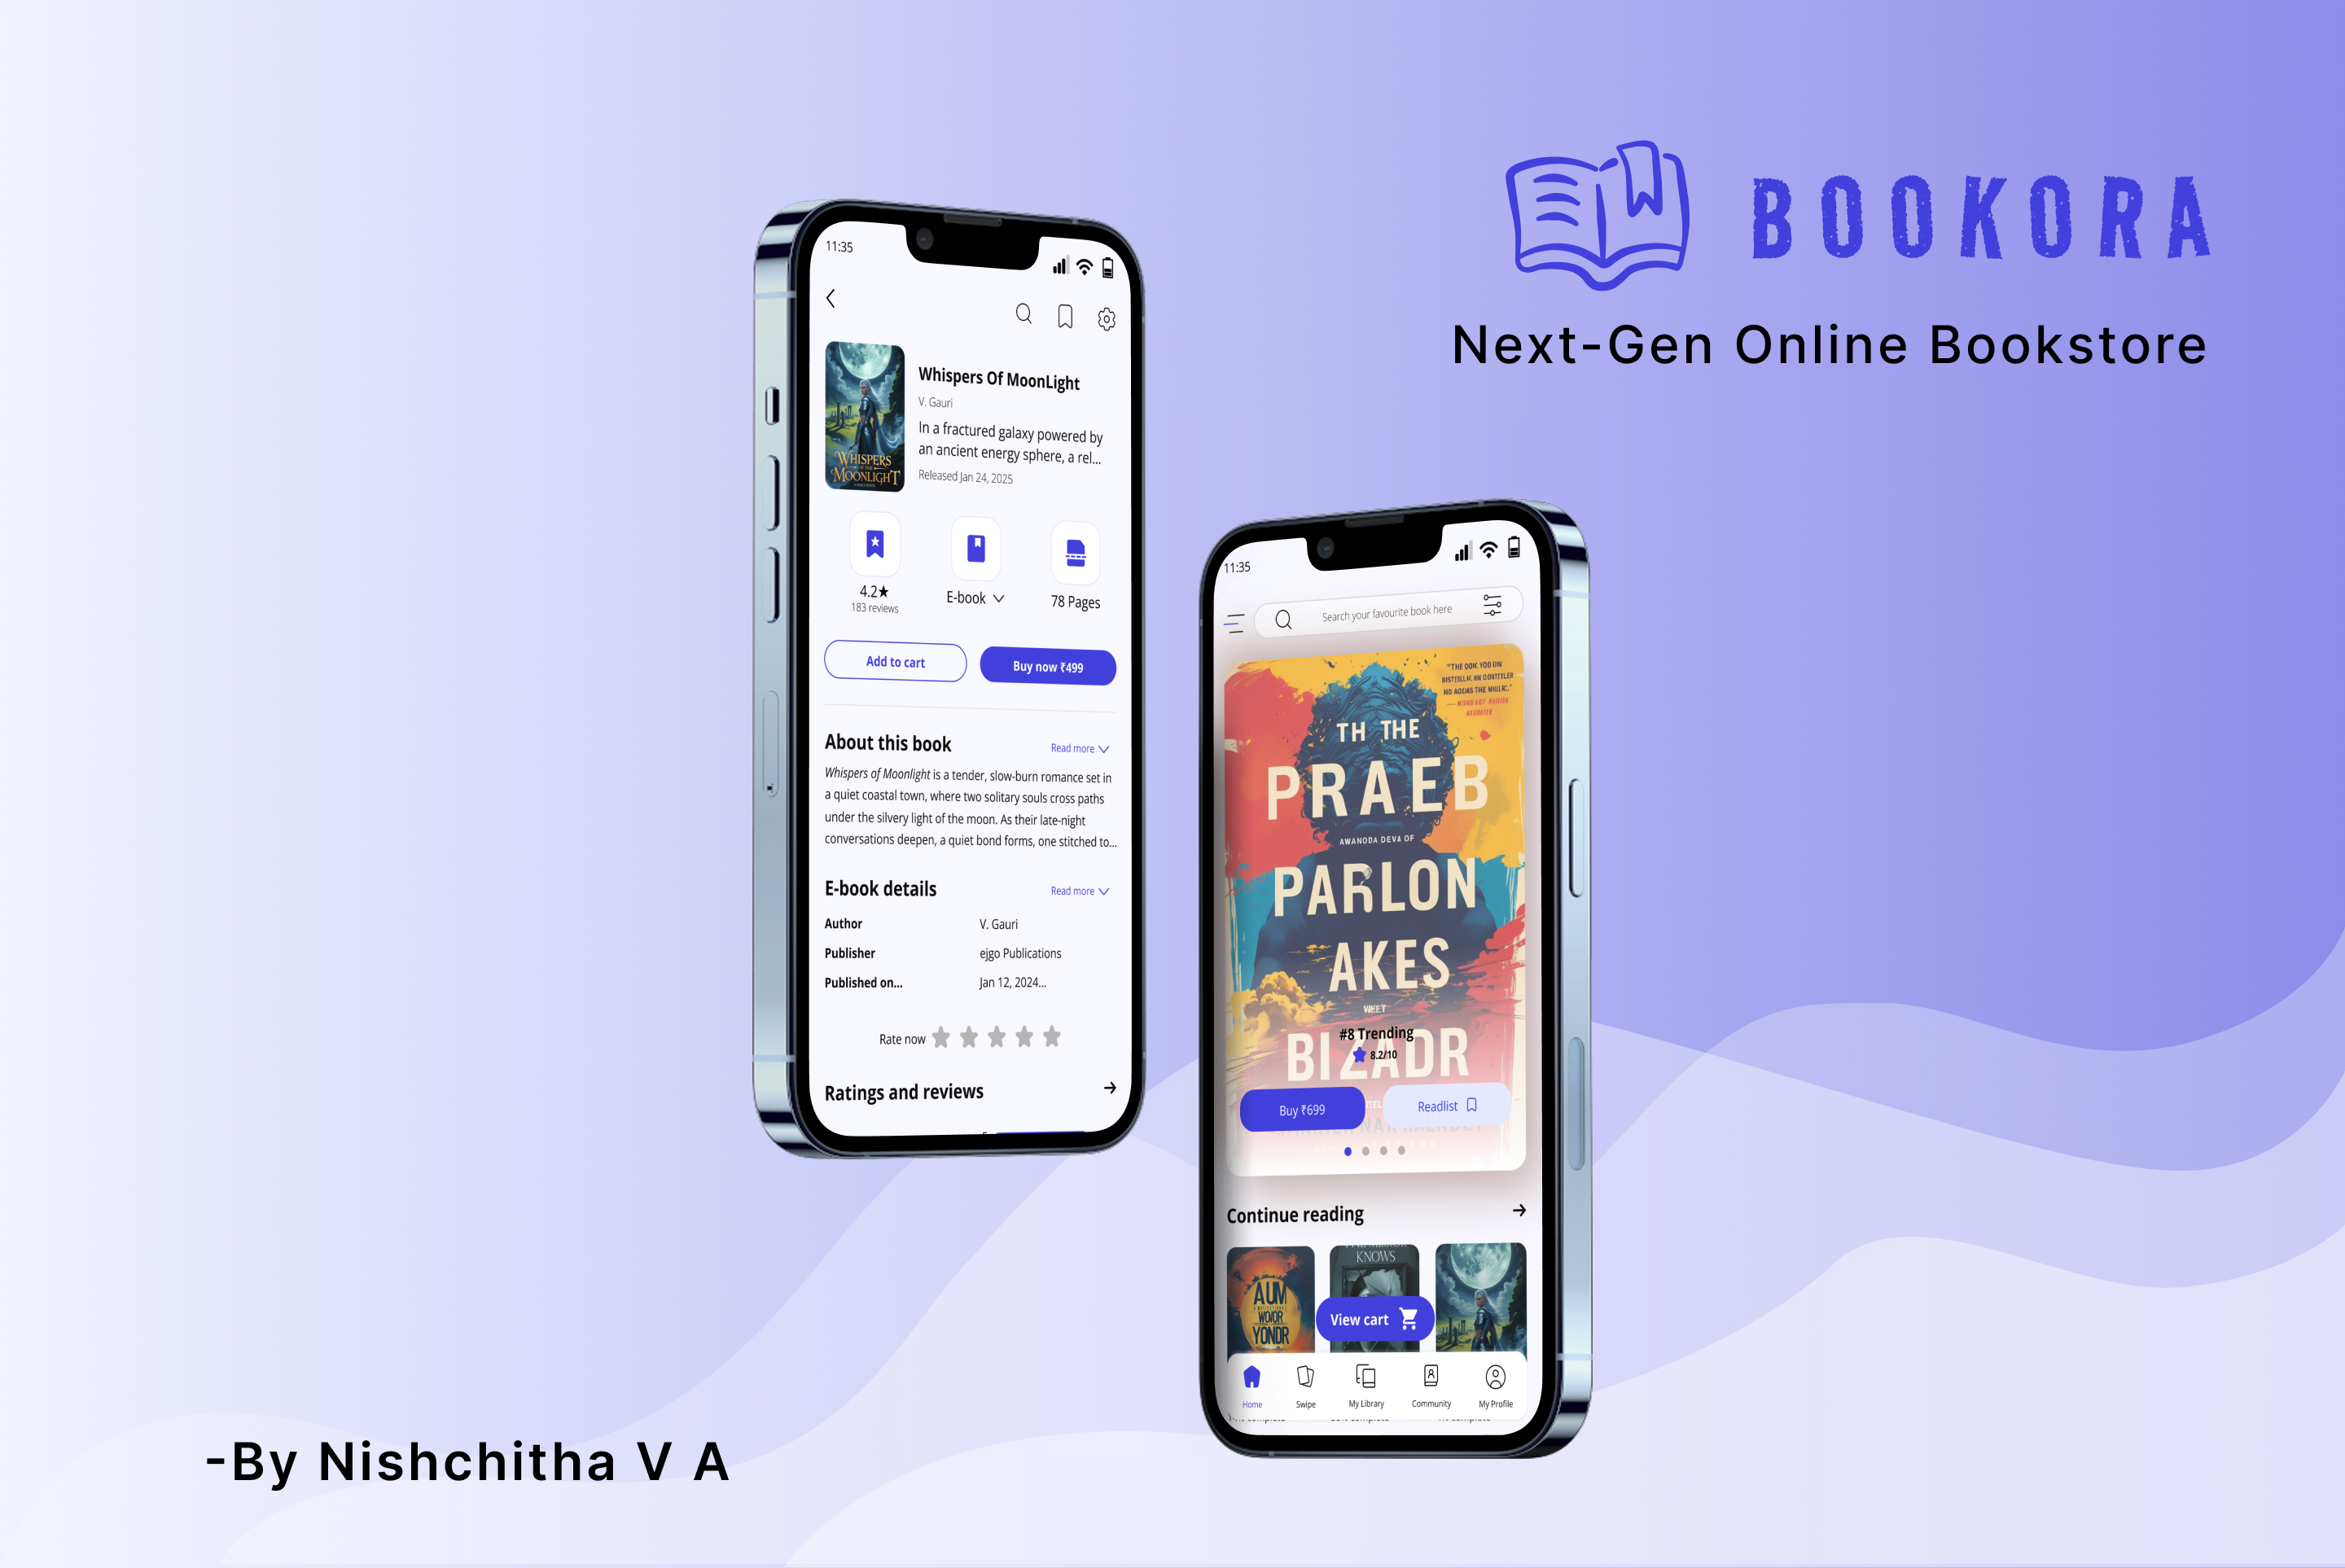 BOOKORA
Next-Gen Online Bookstore
11:35
Whispers Of MoonLight
V. Gauri
In a fractured galaxy powered by
an ancient energy sphere, a rel...
Released Jan 24, 2025
WHISPERS
OF THE
MOONLIGHT
4.2★
183 reviews
E-book
78 Pages
Add to cart
Buy now ₹499
About this book
Read more
Whispers of Moonlight is a tender, slow-burn romance set in
a quiet coastal town, where two solitary souls cross paths
under the silvery light of the moon. As their late-night
conversations deepen, a quiet bond forms, one stitched to...
E-book details
Read more
Author V. Gauri
Publisher ejgo Publications
Published on... Jan 12, 2024...
Rate now
Ratings and reviews
11:35
Search your favourite book here
TH THE
PRAEB
AWANODA DEVA OF
PARLON
AKES
BIZADR
#8 Trending
8.2/10
Buy ₹699
Readlist
Continue reading
AUM
WOIOR
YONDR
KNOWS
View cart
Home
Swipe
My Library
Community
My Profile
-By Nishchitha V A